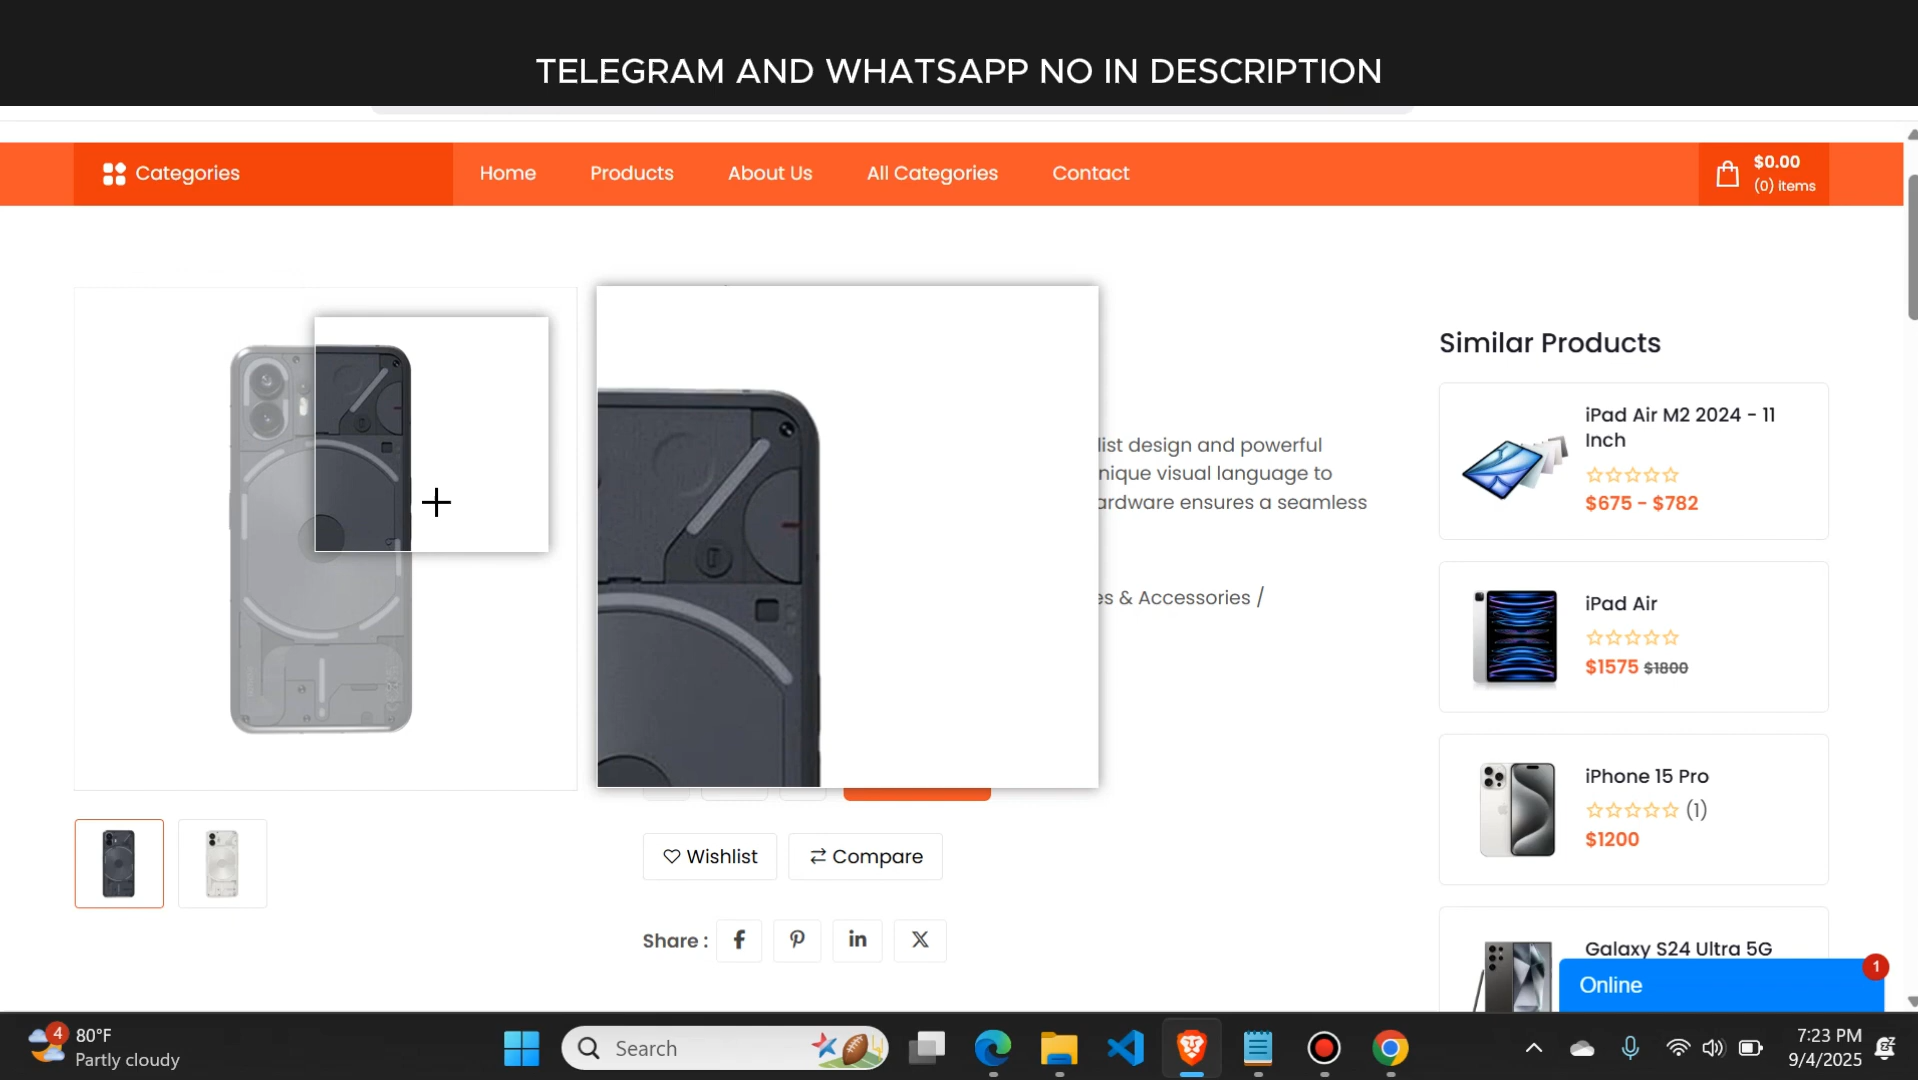 TELEGRAM AND WHATSAPP NO IN DESCRIPTION
Categories
Home
Products
About Us
All Categories
Contact
$0.00
(0) items
list design and powerful
nique visual language to
ardware ensures a seamless
es & Accessories /
Wishlist
Compare
Share :
Similar Products
iPad Air M2 2024 - 11
Inch
$675 - $782
iPad Air
$1575 $1800
iPhone 15 Pro
(1)
$1200
Galaxy S24 Ultra 5G
Online
1
4
80°F
Partly cloudy
Search
7:23 PM
9/4/2025